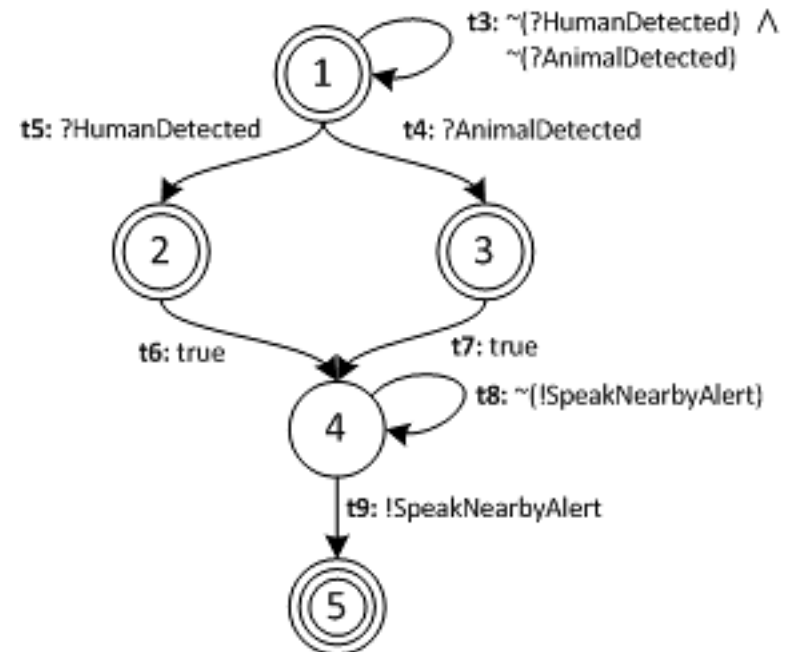 t3: ~(?HumanDetected) ∧
~(?AnimalDetected)
1
t5: ?HumanDetected
t4: ?AnimalDetected
2
3
t6: true
t7: true
t8: ~(!SpeakNearbyAlert)
4
t9: !SpeakNearbyAlert
5